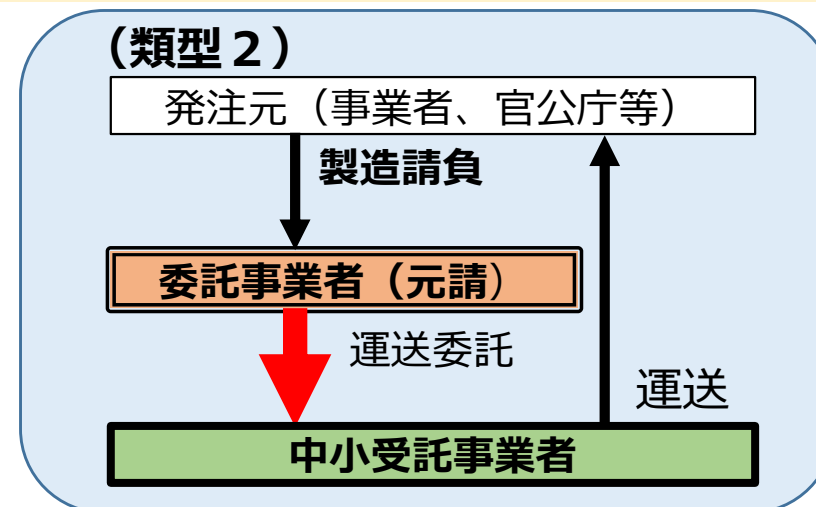 （類型２）
発注元（事業者、官公庁等）
製造請負
委託事業者（元請）
運送委託
運送
中小受託事業者